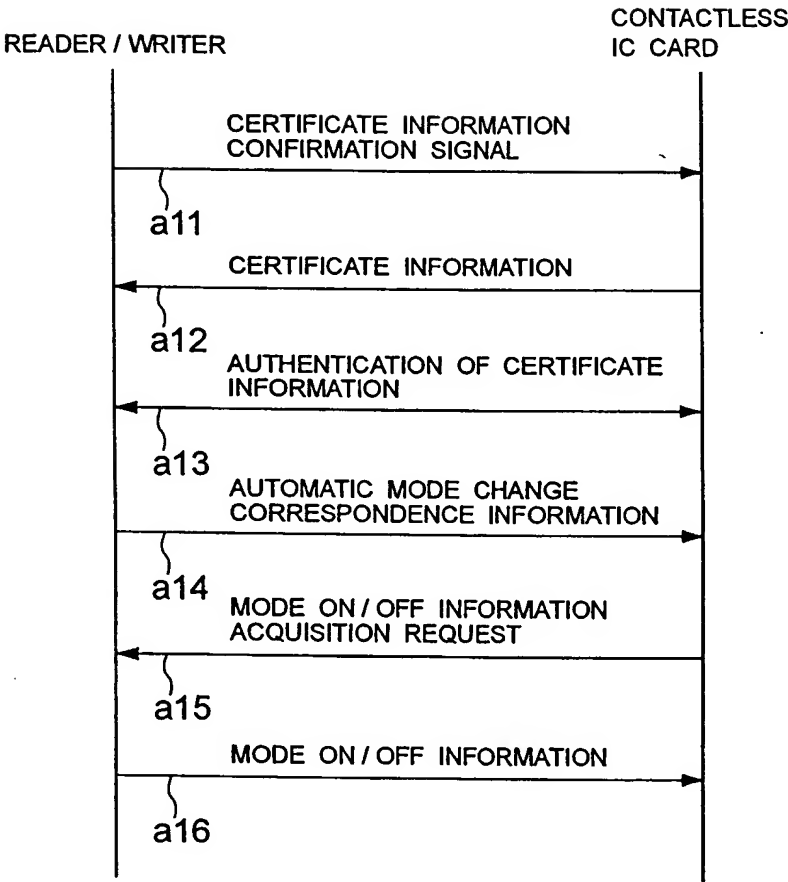 READER / WRITER
CONTACTLESS
IC CARD
CERTIFICATE INFORMATION
CONFIRMATION SIGNAL
a11
CERTIFICATE INFORMATION
a12
AUTHENTICATION OF CERTIFICATE
INFORMATION
a13
AUTOMATIC MODE CHANGE
CORRESPONDENCE INFORMATION
a14
MODE ON / OFF INFORMATION
ACQUISITION REQUEST
a15
MODE ON / OFF INFORMATION
a16